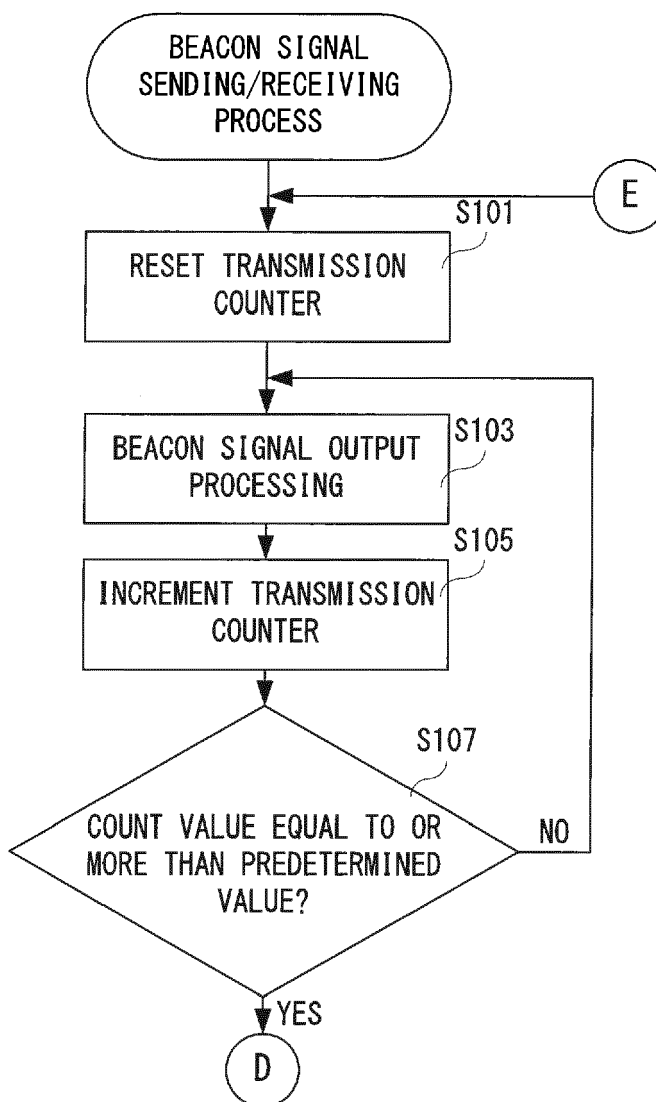 BEACON SIGNAL
SENDING/RECEIVING
PROCESS
E
S101
RESET TRANSMISSION
COUNTER
S103
BEACON SIGNAL OUTPUT
PROCESSING
S105
INCREMENT TRANSMISSION
COUNTER
S107
COUNT VALUE EQUAL TO OR
MORE THAN PREDETERMINED
VALUE?
NO
YES
D